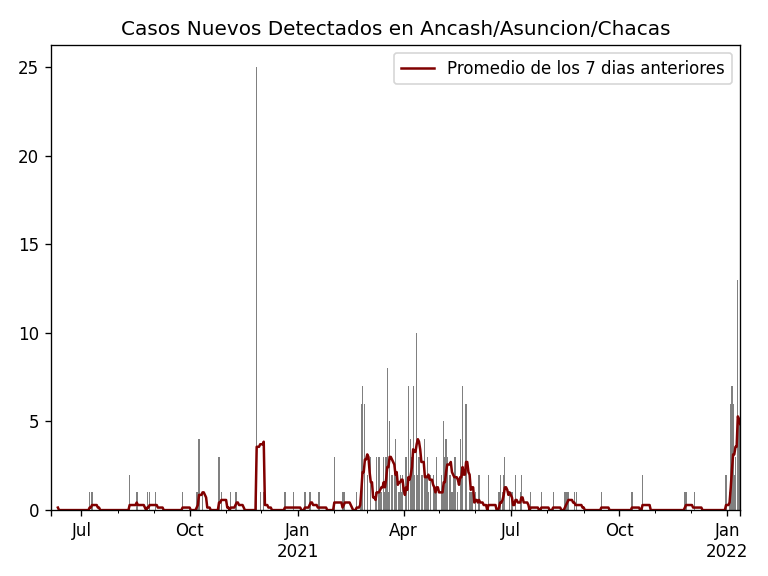 Casos Nuevos Detectados en Ancash/Asuncion/Chacas
Promedio de los 7 dias anteriores
25
20
15
10
5
0
Jul
Oct
Jan
2021
Apr
Jul
Oct
Jan
2022